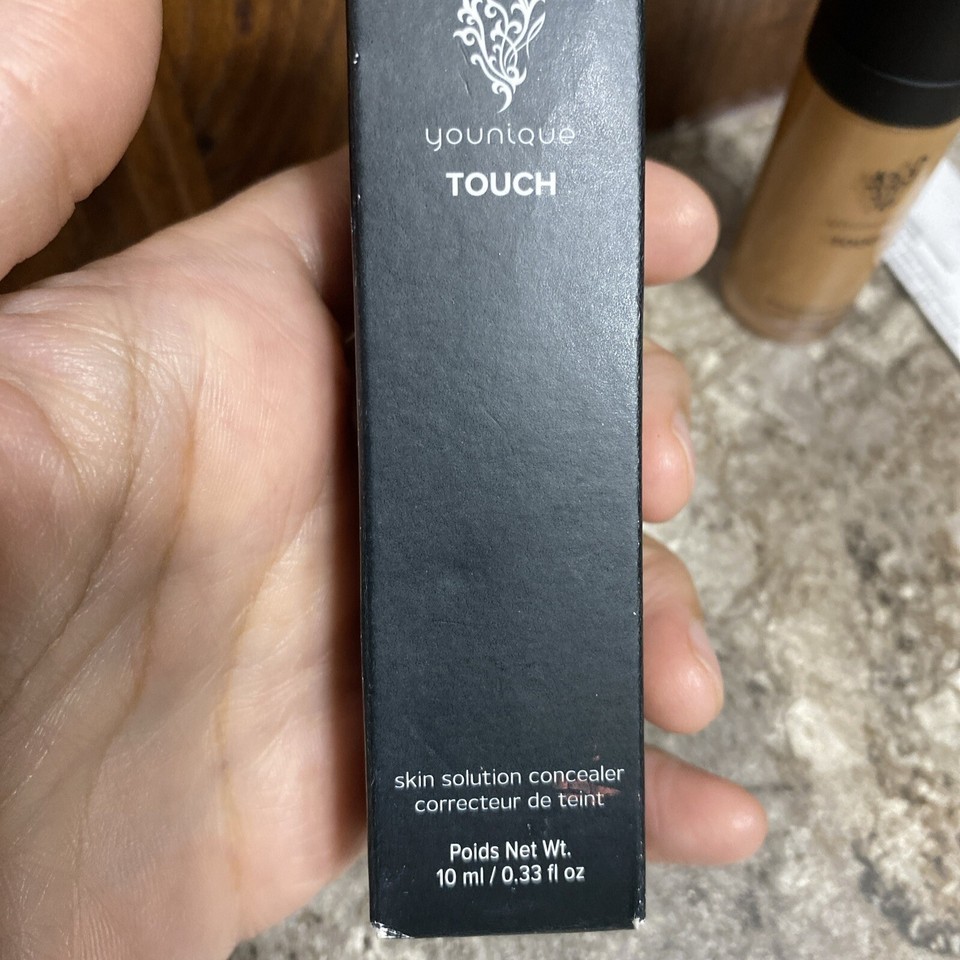 younique
TOUCH
skin solution concealer
correcteur de teint
Poids Net Wt.
10 ml / 0.33 fl oz